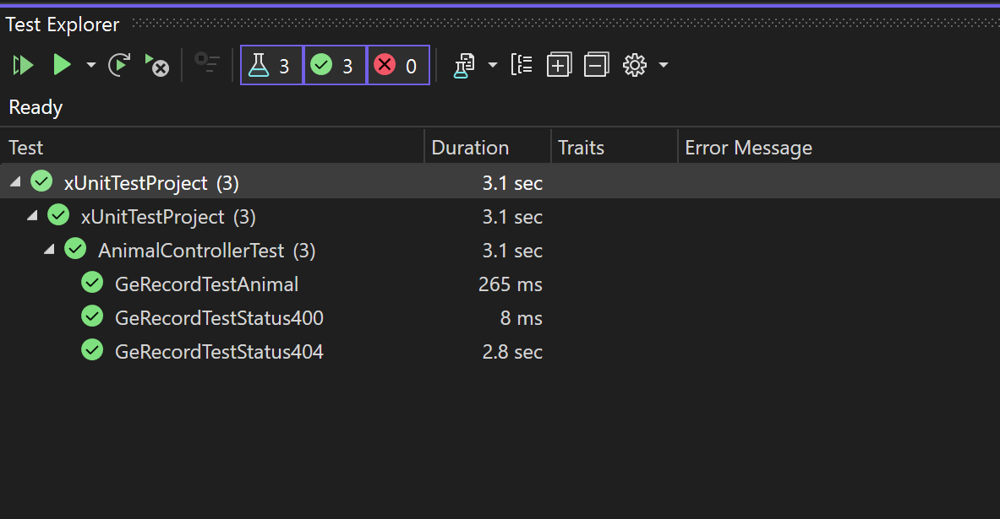 Test Explorer
3 3 0
Ready
Test Duration Traits Error Message
xUnitTestProject (3) 3.1 sec
xUnitTestProject (3) 3.1 sec
AnimalControllerTest (3) 3.1 sec
GeRecordTestAnimal 265 ms
GeRecordTestStatus400 8 ms
GeRecordTestStatus404 2.8 sec